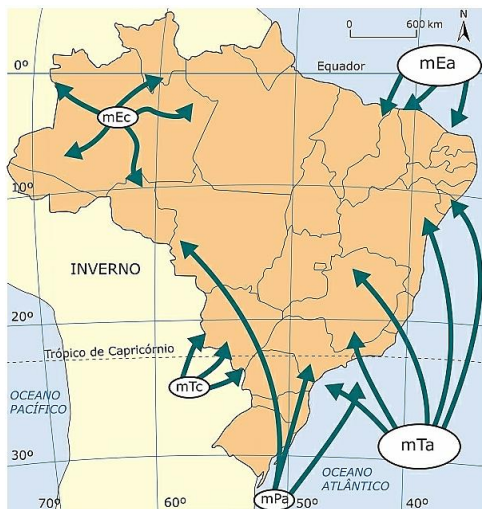 0
600 km
N
mEa
Equador
0º
mEc
10º
INVERNO
20º
Trópico de Capricórnio
mTc
OCEANO
PACÍFICO
mTa
30º
OCEANO
ATLÂNTICO
mPa
70º
60º
50º
40º